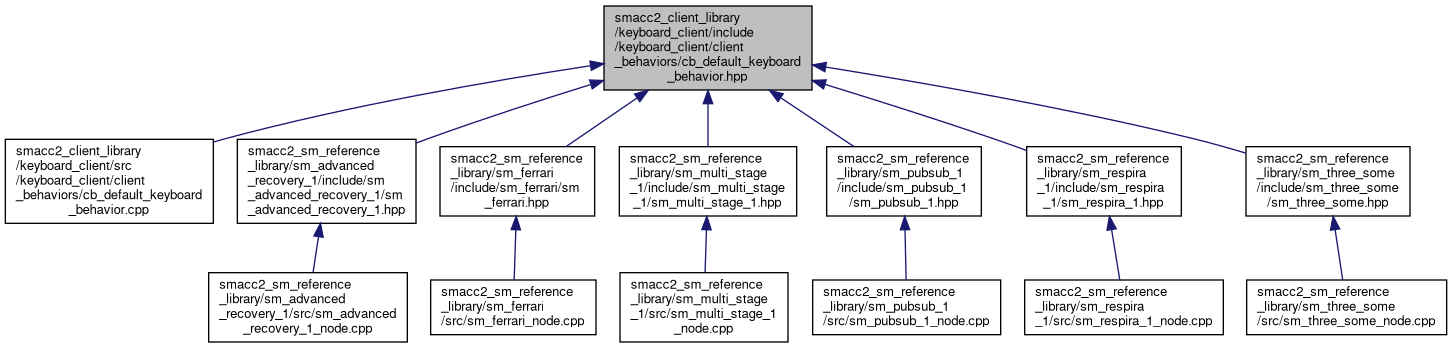 smacc2_client_library
/keyboard_client/include
/keyboard_client/client
_behaviors/cb_default_keyboard
_behavior.hpp
smacc2_client_library
/keyboard_client/src
/keyboard_client/client
_behaviors/cb_default_keyboard
_behavior.cpp
smacc2_sm_reference
_library/sm_advanced
_recovery_1/include/sm
_advanced_recovery_1/sm
_advanced_recovery_1.hpp
smacc2_sm_reference
_library/sm_ferrari
/include/sm_ferrari/sm
_ferrari.hpp
smacc2_sm_reference
_library/sm_multi_stage
_1/include/sm_multi_stage
_1/sm_multi_stage_1.hpp
smacc2_sm_reference
_library/sm_pubsub_1
/include/sm_pubsub_1
/sm_pubsub_1.hpp
smacc2_sm_reference
_library/sm_respira
_1/include/sm_respira
_1/sm_respira_1.hpp
smacc2_sm_reference
_library/sm_three_some
/include/sm_three_some
/sm_three_some.hpp
smacc2_sm_reference
_library/sm_advanced
_recovery_1/src/sm_advanced
_recovery_1_node.cpp
smacc2_sm_reference
_library/sm_ferrari
/src/sm_ferrari_node.cpp
smacc2_sm_reference
_library/sm_multi_stage
_1/src/sm_multi_stage_1
_node.cpp
smacc2_sm_reference
_library/sm_pubsub_1
/src/sm_pubsub_1_node.cpp
smacc2_sm_reference
_library/sm_respira
_1/src/sm_respira_1_node.cpp
smacc2_sm_reference
_library/sm_three_some
/src/sm_three_some_node.cpp